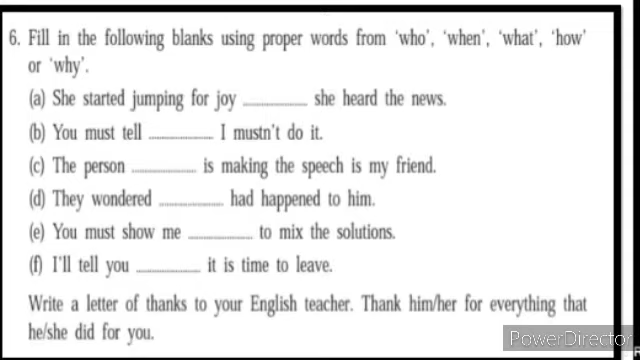 6. Fill in the following blanks using proper words from 'who', 'when', 'what', 'how'
or 'why'.
(a) She started jumping for joy ............... she heard the news.
(b) You must tell ............... I mustn't do it.
(c) The person ............... is making the speech is my friend.
(d) They wondered ............... had happened to him.
(e) You must show me ............... to mix the solutions.
(f) I'll tell you ............... it is time to leave.
Write a letter of thanks to your English teacher. Thank him/her for everything that
he/she did for you.
PowerDirector